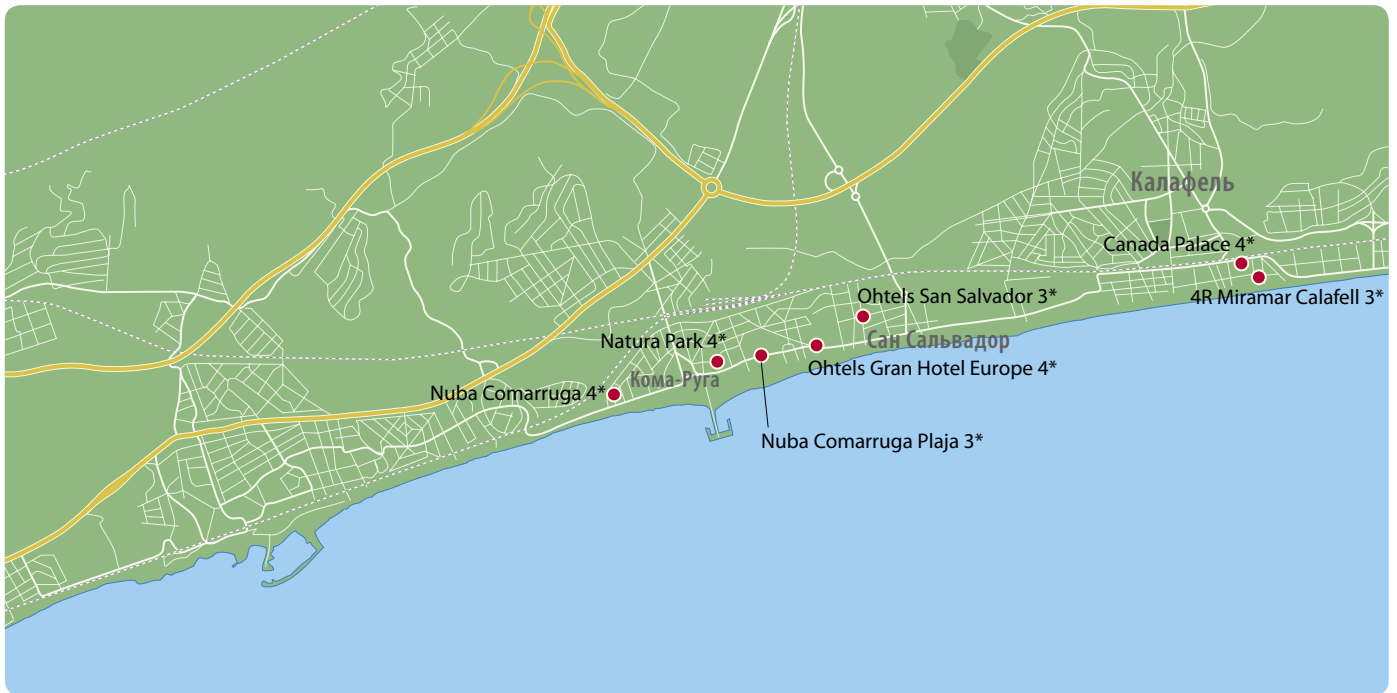 Калафель
Canada Palace 4*
4R Miramar Calafell 3*
Ohtels San Salvador 3*
Сан Сальвадор
Natura Park 4*
Ohtels Gran Hotel Europe 4*
Кома-Руга
Nuba Comarruga 4*
Nuba Comarruga Plaja 3*